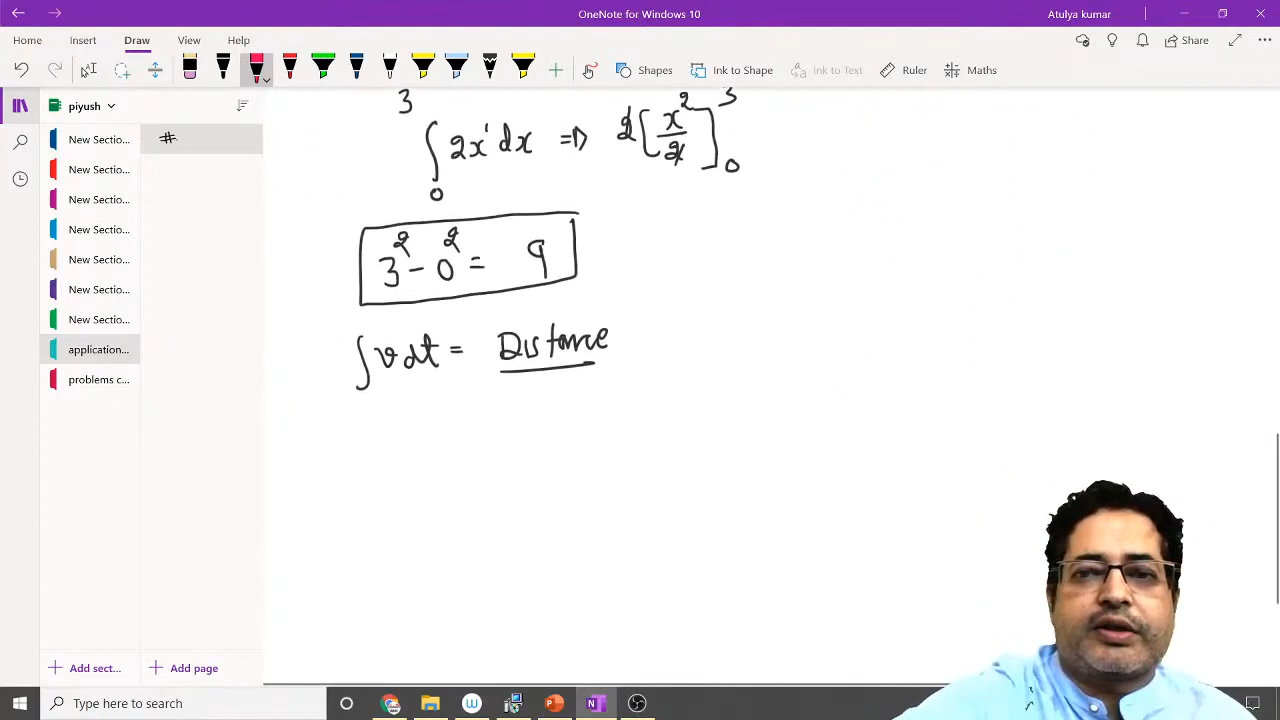 OneNote for Windows 10
Atulya kumar
Home Insert Draw View Help
Share
Shapes Ink to Shape Ink to Text Ruler Maths
piyush
New Sectio...
New Sectio...
New Sectio...
New Sectio...
New Sectio...
New Sectio...
New Sectio...
application...
problems c...
#
3 ∫ 0 2x¹ dx ⇒ 2[x²/2]³₀
3² - 0² = 9
∫v dt = Distance
Add sect... Add page
Type here to search